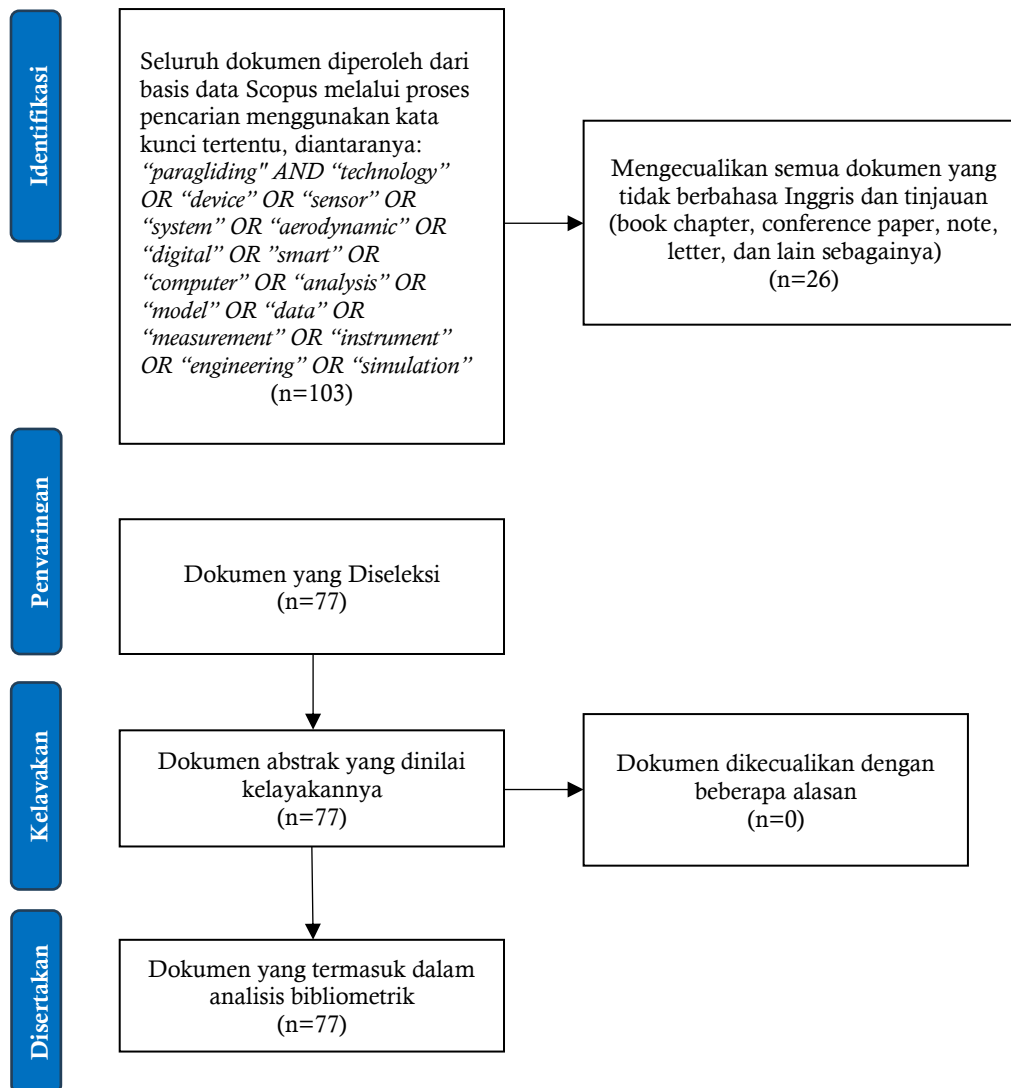 Identifikasi
Seluruh dokumen diperoleh dari
basis data Scopus melalui proses
pencarian menggunakan kata
kunci tertentu, diantaranya:
“paragliding" AND “technology”
OR “device” OR “sensor” OR
“system” OR “aerodynamic” OR
“digital” OR ”smart” OR
“computer” OR “analysis” OR
“model” OR “data” OR
“measurement” OR “instrument”
OR “engineering” OR “simulation”
(n=103)
Mengecualikan semua dokumen yang
tidak berbahasa Inggris dan tinjauan
(book chapter, conference paper, note,
letter, dan lain sebagainya)
(n=26)
Penyaringan
Dokumen yang Diseleksi
(n=77)
Kelayakan
Dokumen abstrak yang dinilai
kelayakannya
(n=77)
Dokumen dikecualikan dengan
beberapa alasan
(n=0)
Disertakan
Dokumen yang termasuk dalam
analisis bibliometrik
(n=77)